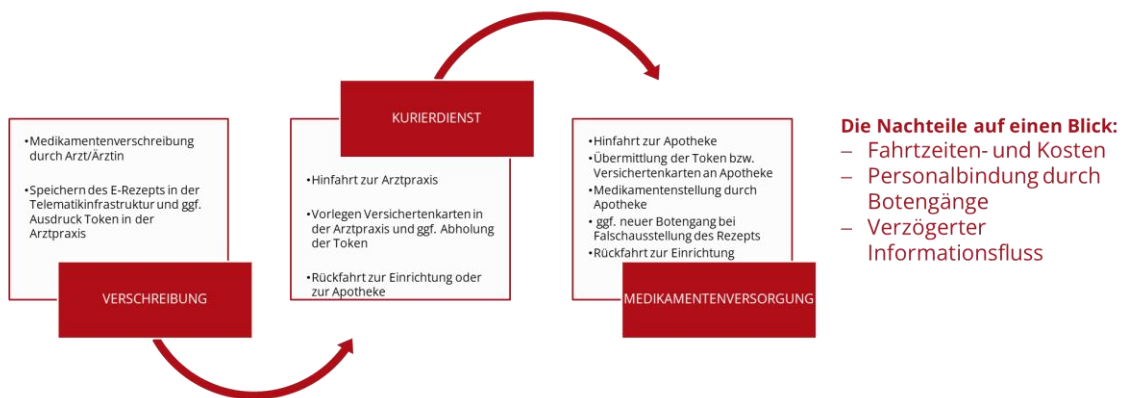 •Medikamentenverschreibung
durch Arzt/Ärztin
•Speichern des E-Rezepts in der
Telematikinfrastruktur und ggf.
Ausdruck Token in der
Arztpraxis
VERSCHREIBUNG
KURIERDIENST
•Hinfahrt zur Arztpraxis
•Vorlegen Versichertenkarten in
der Arztpraxis und ggf. Abholung
der Token
•Rückfahrt zur Einrichtung oder
zur Apotheke
•Hinfahrt zur Apotheke
•Übermittlung der Token bzw.
Versichertenkarten an Apotheke
•Medikamentenstellung durch
Apotheke
• ggf. neuer Botengang bei
Falschausstellung des Rezepts
•Rückfahrt zur Einrichtung
MEDIKAMENTENVERSORGUNG
Die Nachteile auf einen Blick:
– Fahrtzeiten- und Kosten
– Personalbindung durch
Botengänge
– Verzögerter
Informationsfluss